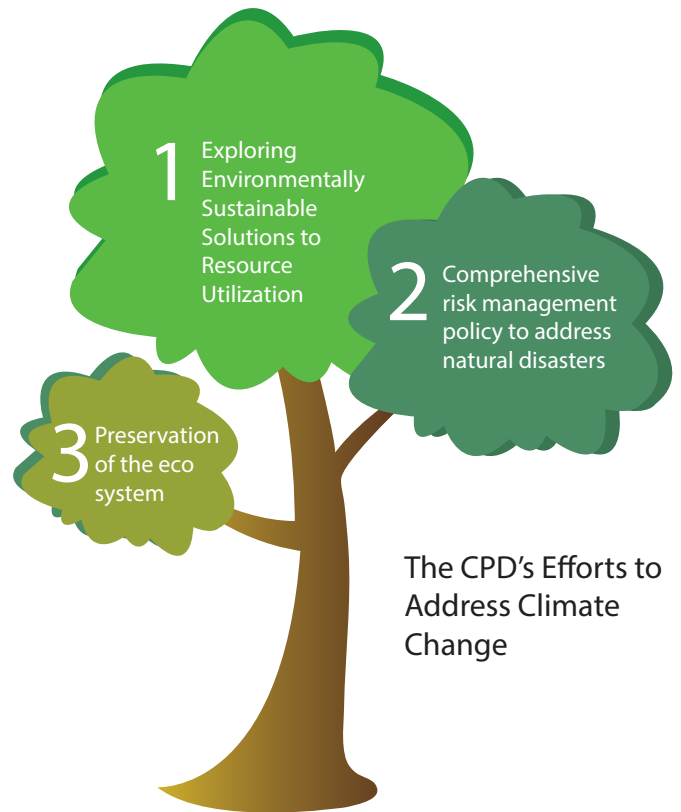 1
Exploring
Environmentally
Sustainable
Solutions to
Resource
Utilization
2
Comprehensive
risk management
policy to address
natural disasters
3
Preservation
of the eco
system
The CPD’s Efforts to
Address Climate
Change